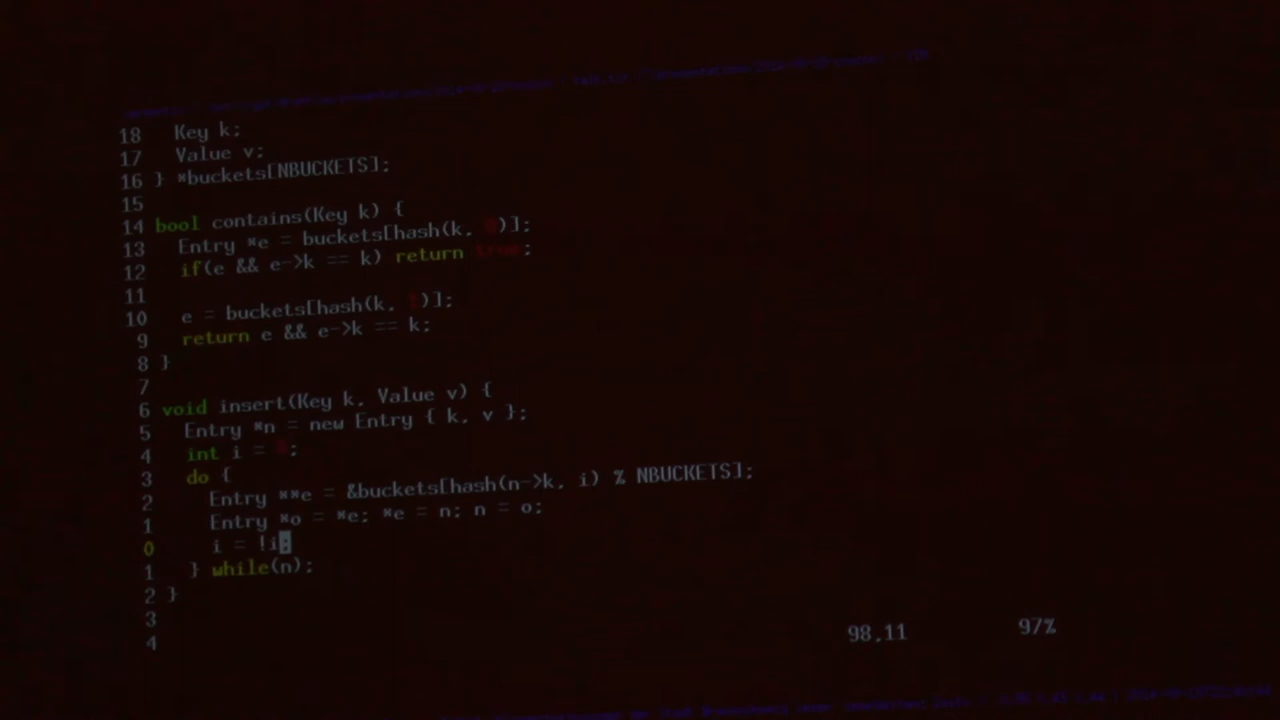 18 Key k;
17 Value v;
16 } *buckets[NBUCKETS];
15
14 bool contains(Key k) {
13 Entry *e = buckets[hash(k, )];
12 if(e && e->k == k) return true;
11
10 e = buckets[hash(k, )];
9 return e && e->k == k;
8 }
7
6 void insert(Key k, Value v) {
5 Entry *n = new Entry { k, v };
4 int i = ;
3 do {
2 Entry **e = &buckets[hash(n->k, i) % NBUCKETS];
1 Entry *o = *e; *e = n; n = o;
0 i = !i;
1 } while(n);
2 }
3
4
98,11 97%